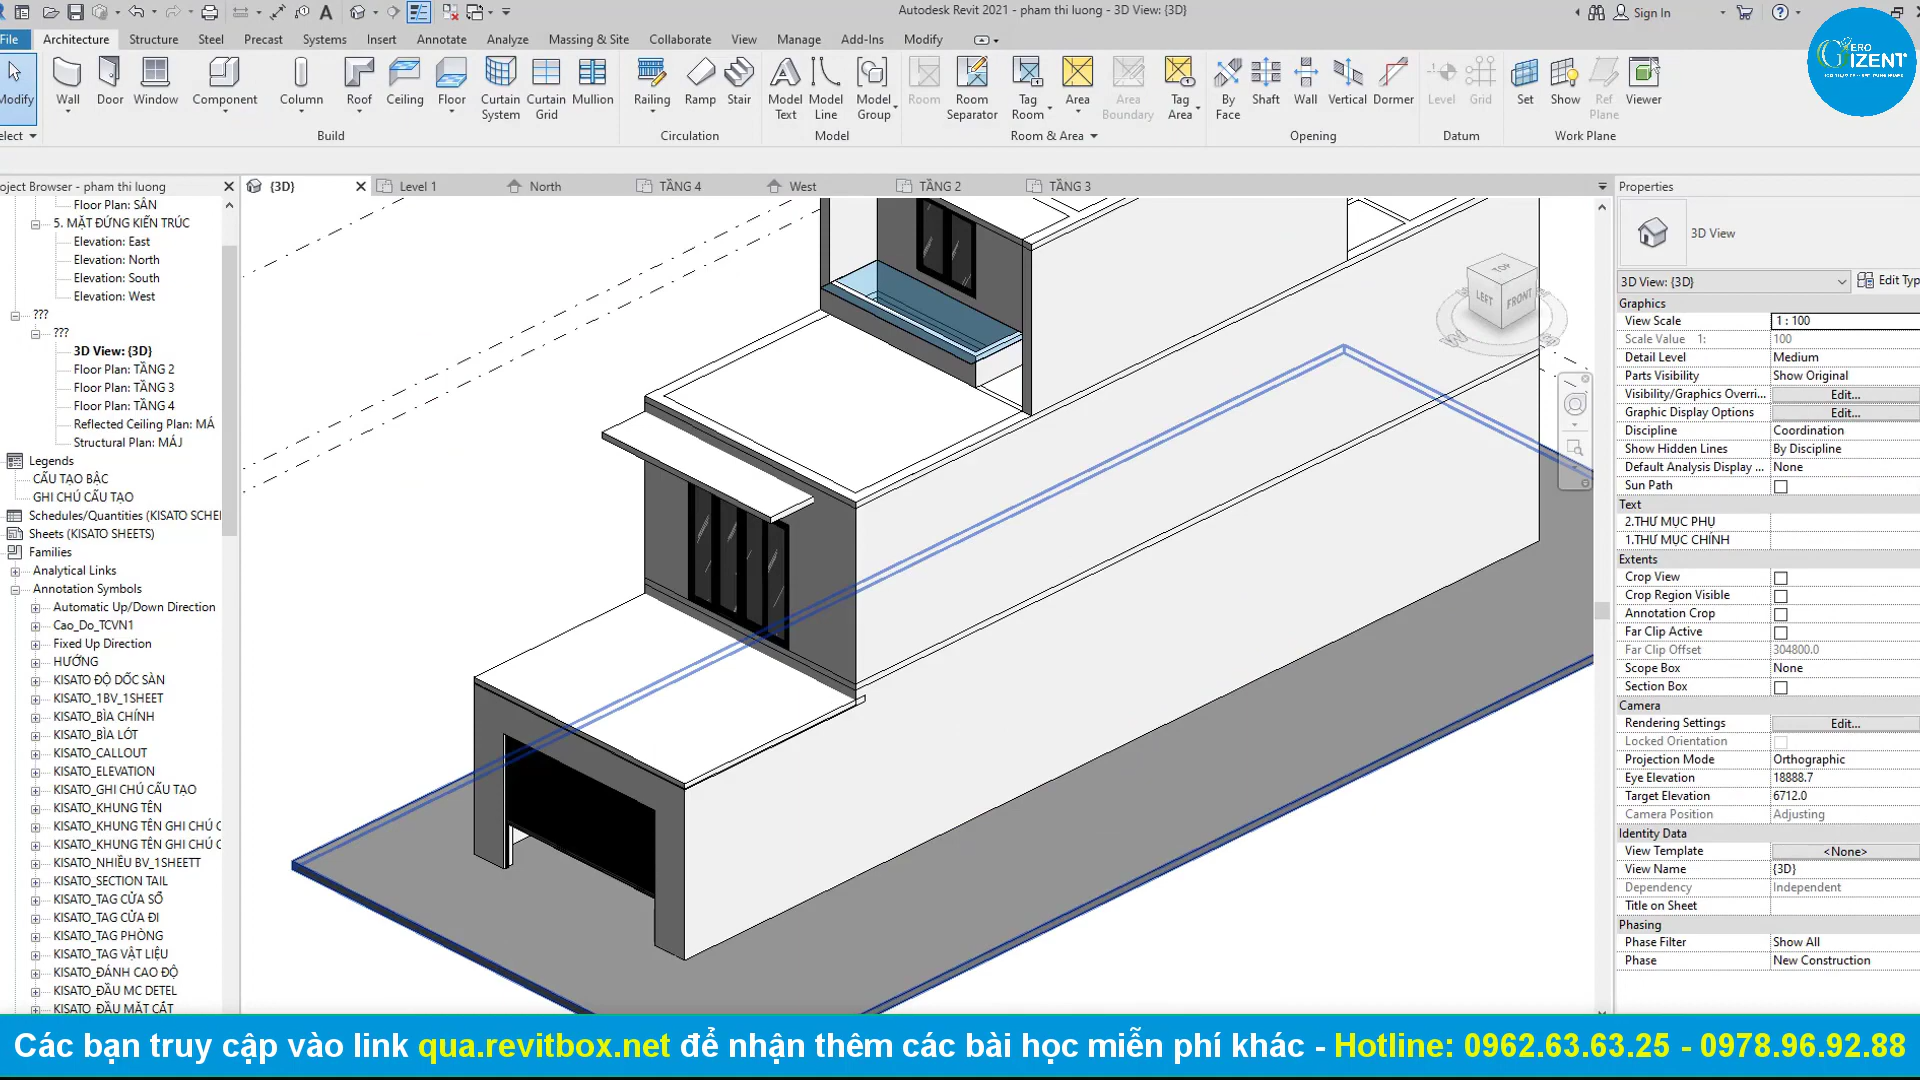 Autodesk Revit 2021 - pham thi luong - 3D View: {3D}
Sign In
File Architecture Structure Steel Precast Systems Insert Annotate Analyze Massing & Site Collaborate View Manage Add-Ins Modify
Modify Wall Door Window Component Column Roof Ceiling Floor Curtain System Curtain Grid Mullion Railing Ramp Stair Model Text Model Line Model Group Room Room Separator Tag Room Area Area Boundary Tag Area By Face Shaft Wall Vertical Dormer Level Grid Set Show Ref Plane Viewer
elect Build Circulation Model Room & Area Opening Datum Work Plane
oject Browser - pham thi luong
{3D} Level 1 North TẦNG 4 West TẦNG 2 TẦNG 3
Floor Plan: SÂN
5. MẶT ĐỨNG KIẾN TRÚC
Elevation: East
Elevation: North
Elevation: South
Elevation: West
???
???
3D View: {3D}
Floor Plan: TẦNG 2
Floor Plan: TẦNG 3
Floor Plan: TẦNG 4
Reflected Ceiling Plan: MÁ
Structural Plan: MÁJ
Legends
CẤU TẠO BẬC
GHI CHÚ CẤU TẠO
Schedules/Quantities (KISATO SCHEI
Sheets (KISATO SHEETS)
Families
Analytical Links
Annotation Symbols
Automatic Up/Down Direction
Cao_Do_TCVN1
Fixed Up Direction
HƯỚNG
KISATO ĐỘ DỐC SÀN
KISATO_1BV_1SHEET
KISATO_BÌA CHÍNH
KISATO_BÌA LÓT
KISATO_CALLOUT
KISATO_ELEVATION
KISATO_GHI CHÚ CẤU TẠO
KISATO_KHUNG TÊN
KISATO_KHUNG TÊN GHI CHÚ C
KISATO_KHUNG TÊN GHI CHÚ C
KISATO_NHIỀU BV_1SHEETT
KISATO_SECTION TAIL
KISATO_TAG CỬA SỔ
KISATO_TAG CỬA ĐI
KISATO_TAG PHÒNG
KISATO_TAG VẬT LIỆU
KISATO_ĐÁNH CAO ĐỘ
KISATO_ĐẦU MC DETEL
KISATO_ĐẦU MẶT CẮT
TOP
LEFT
FRONT
Properties
3D View
3D View: {3D} Edit Typ
Graphics
View Scale 1 : 100
Scale Value 1: 100
Detail Level Medium
Parts Visibility Show Original
Visibility/Graphics Overri... Edit...
Graphic Display Options Edit...
Discipline Coordination
Show Hidden Lines By Discipline
Default Analysis Display ... None
Sun Path
Text
2.THƯ MỤC PHỤ
1.THƯ MỤC CHÍNH
Extents
Crop View
Crop Region Visible
Annotation Crop
Far Clip Active
Far Clip Offset 304800.0
Scope Box None
Section Box
Camera
Rendering Settings Edit...
Locked Orientation
Projection Mode Orthographic
Eye Elevation 18888.7
Target Elevation 6712.0
Camera Position Adjusting
Identity Data
View Template <None>
View Name {3D}
Dependency Independent
Title on Sheet
Phasing
Phase Filter Show All
Phase New Construction
Các bạn truy cập vào link qua.revitbox.net để nhận thêm các bài học miễn phí khác - Hotline: 0962.63.63.25 - 0978.96.92.88